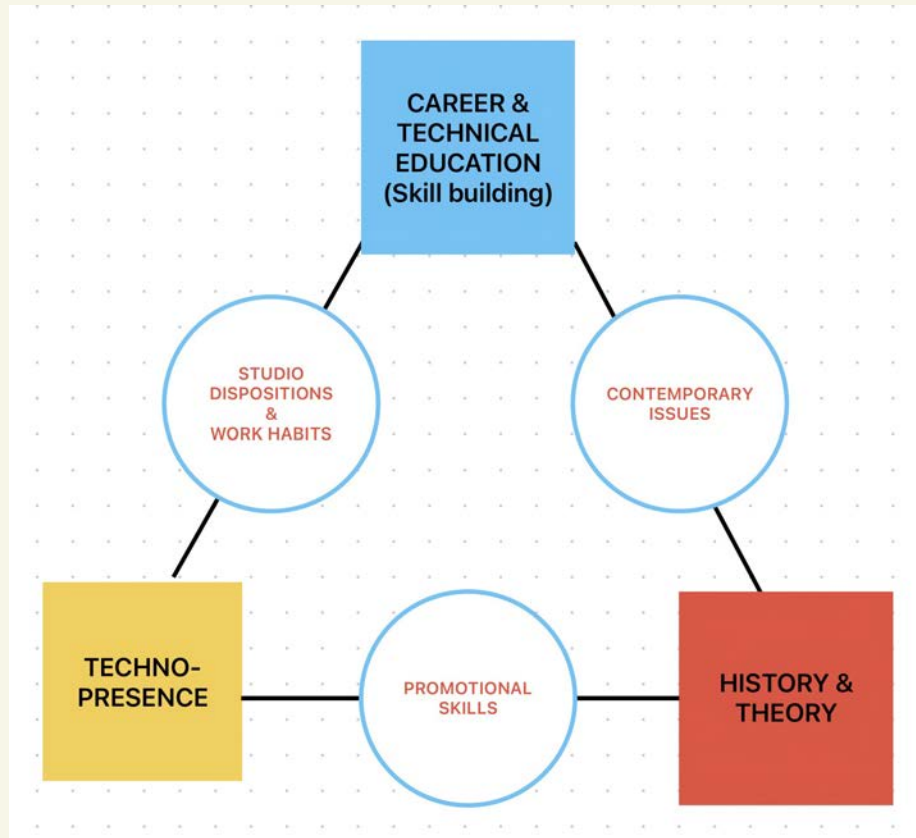 CAREER &
TECHNICAL
EDUCATION
(Skill building)
STUDIO
DISPOSITIONS
&
WORK HABITS
CONTEMPORARY
ISSUES
TECHNO-
PRESENCE
PROMOTIONAL
SKILLS
HISTORY &
THEORY